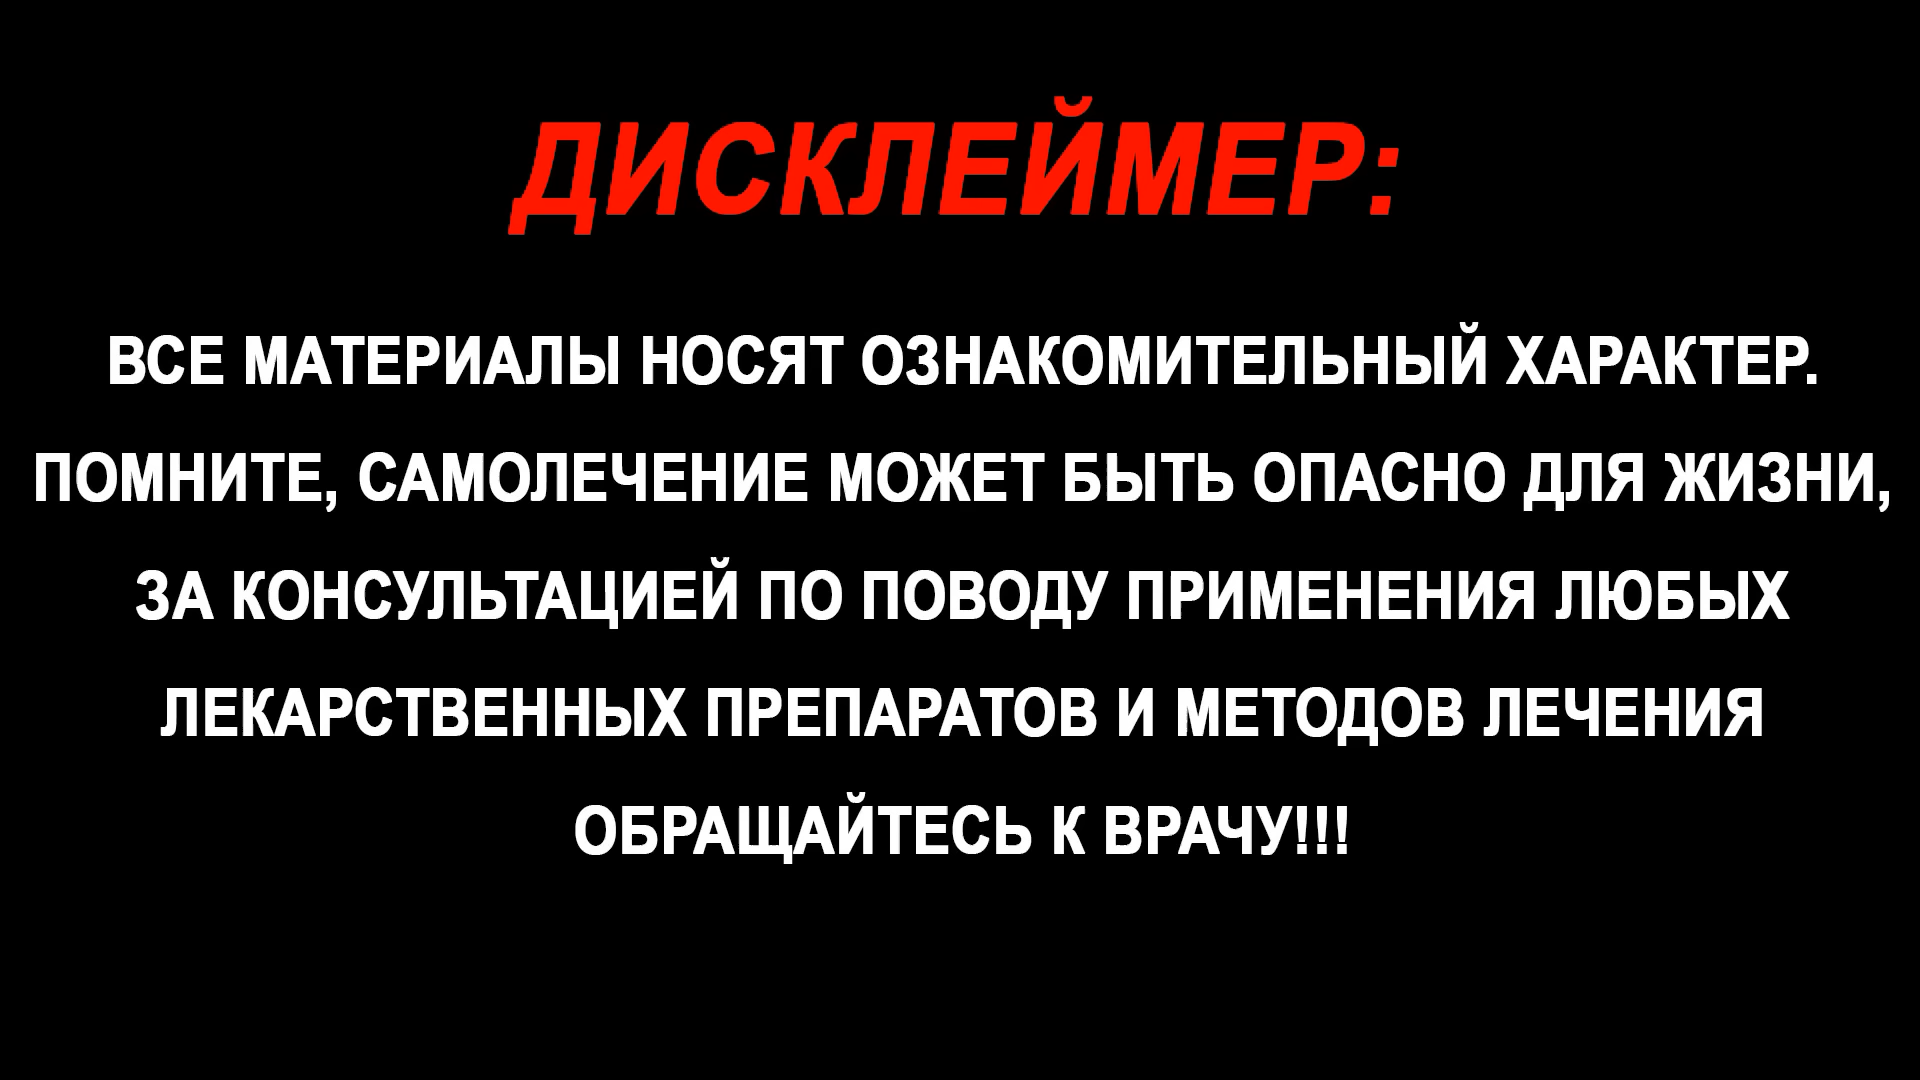 ДИСКЛЕЙМЕР:
ВСЕ МАТЕРИАЛЫ НОСЯТ ОЗНАКОМИТЕЛЬНЫЙ ХАРАКТЕР.
ПОМНИТЕ, САМОЛЕЧЕНИЕ МОЖЕТ БЫТЬ ОПАСНО ДЛЯ ЖИЗНИ,
ЗА КОНСУЛЬТАЦИЕЙ ПО ПОВОДУ ПРИМЕНЕНИЯ ЛЮБЫХ
ЛЕКАРСТВЕННЫХ ПРЕПАРАТОВ И МЕТОДОВ ЛЕЧЕНИЯ
ОБРАЩАЙТЕСЬ К ВРАЧУ!!!